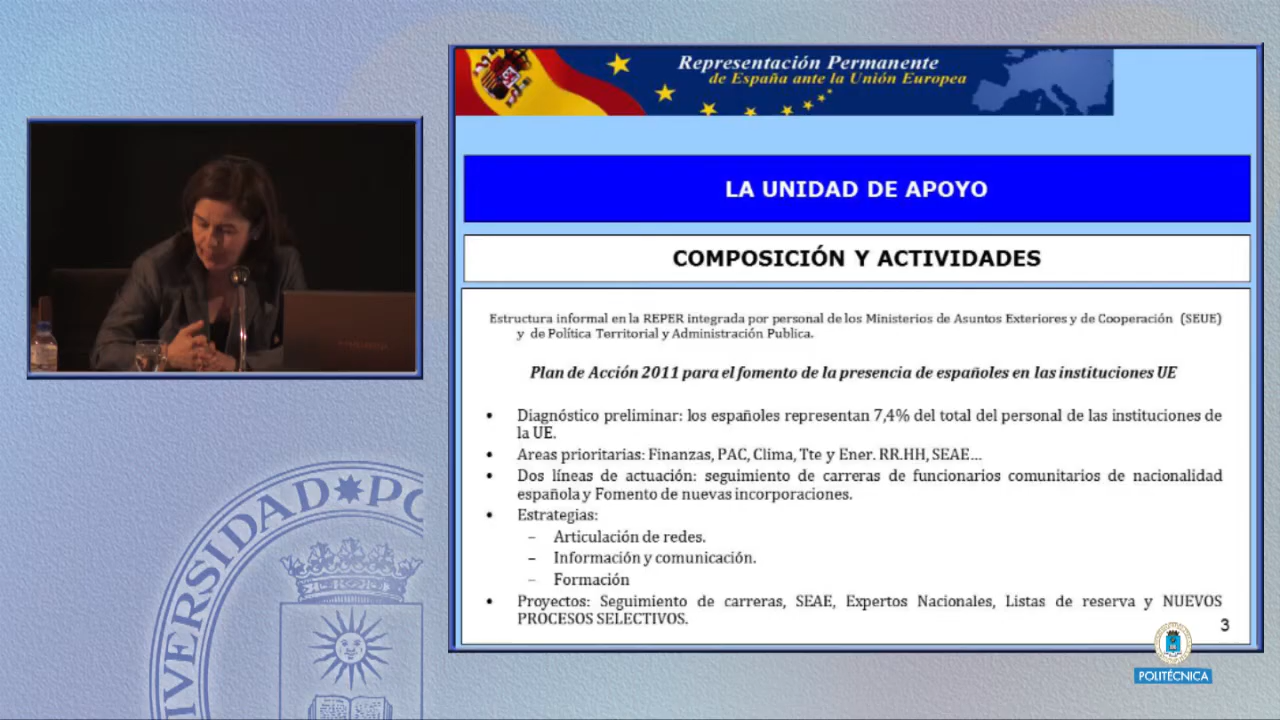 Representación Permanente
de España ante la Unión Europea
LA UNIDAD DE APOYO
COMPOSICIÓN Y ACTIVIDADES
Estructura informal en la REPER integrada por personal de los Ministerios de Asuntos Exteriores y de Cooperación (SEUE)
y de Política Territorial y Administración Publica.
Plan de Acción 2011 para el fomento de la presencia de españoles en las instituciones UE
• Diagnóstico preliminar: los españoles representan 7,4% del total del personal de las instituciones de
la UE.
• Areas prioritarias: Finanzas, PAC, Clima, Tte y Ener. RR.HH, SEAE...
• Dos líneas de actuación: seguimiento de carreras de funcionarios comunitarios de nacionalidad
española y Fomento de nuevas incorporaciones.
• Estrategias:
– Articulación de redes.
– Información y comunicación.
– Formación
• Proyectos: Seguimiento de carreras, SEAE, Expertos Nacionales, Listas de reserva y NUEVOS
PROCESOS SELECTIVOS.
3
POLITÉCNICA
VERSIDAD PO